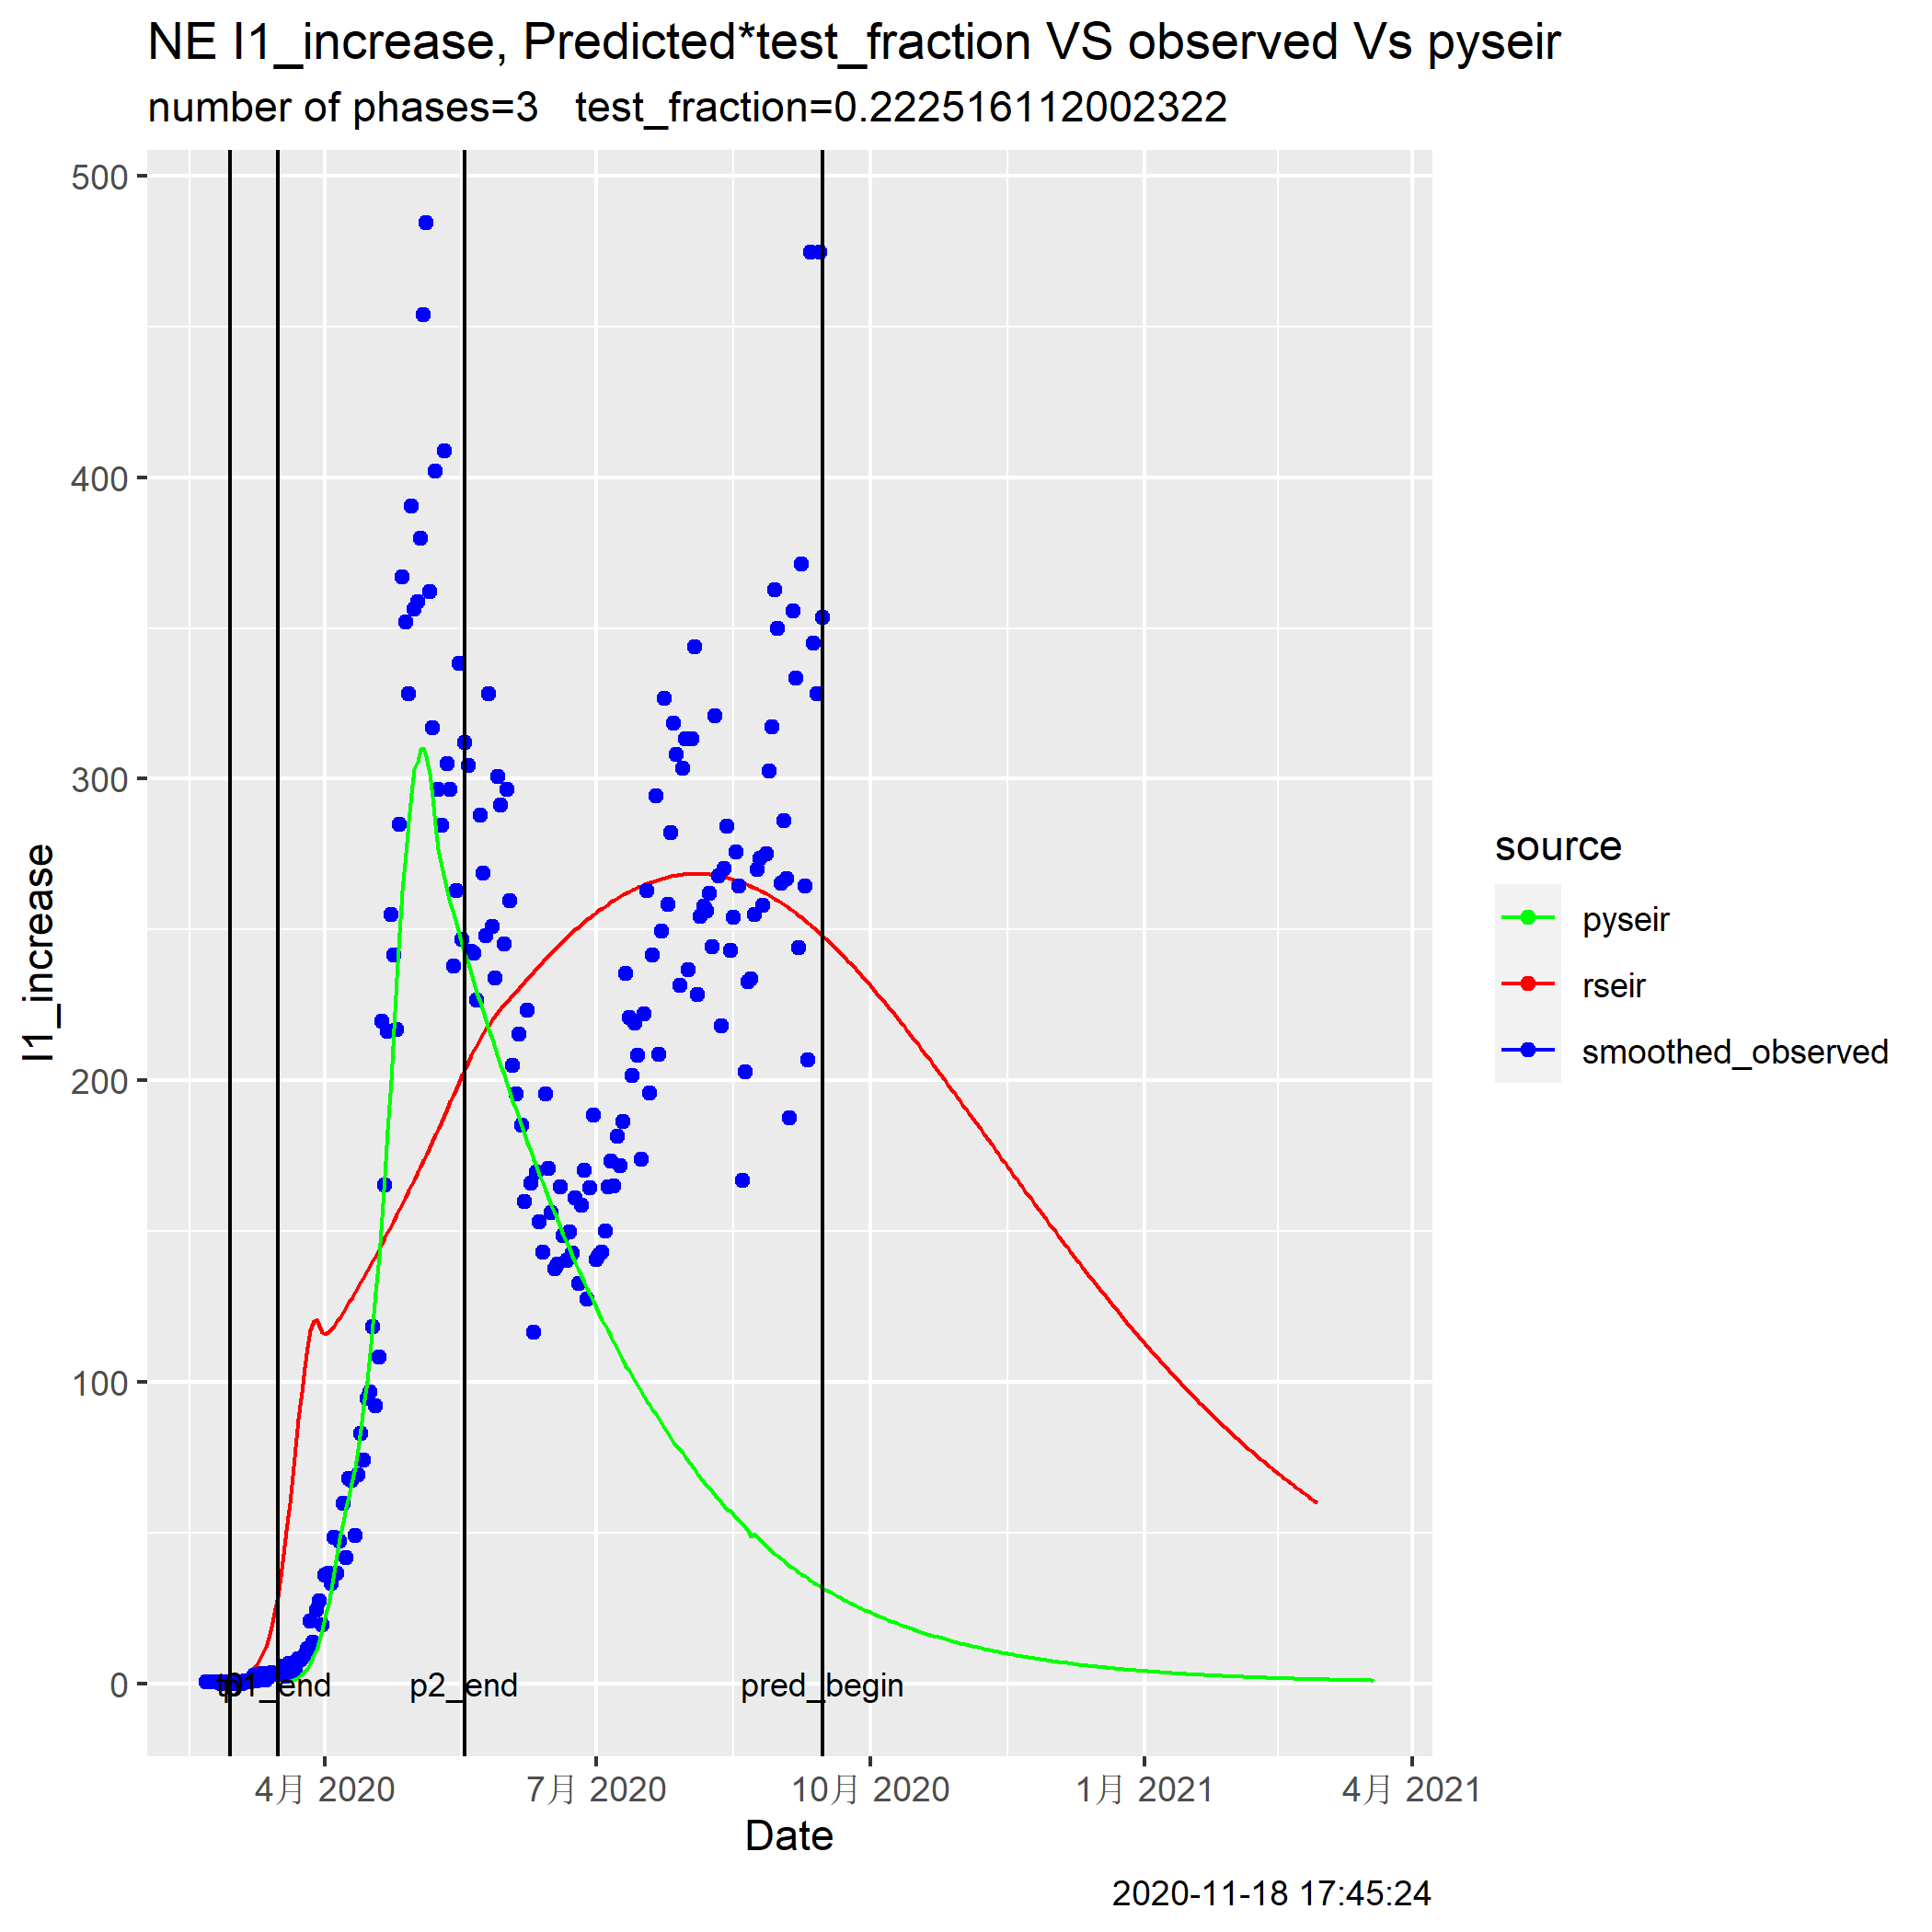 NE I1_increase, Predicted*test_fraction VS observed Vs pyseir
number of phases=3   test_fraction=0.222516112002322
500
400
300
200
100
0
I1_increase
p1_end
p2_end
pred_begin
4月 2020
7月 2020
10月 2020
1月 2021
4月 2021
Date
source
pyseir
rseir
smoothed_observed
2020-11-18 17:45:24